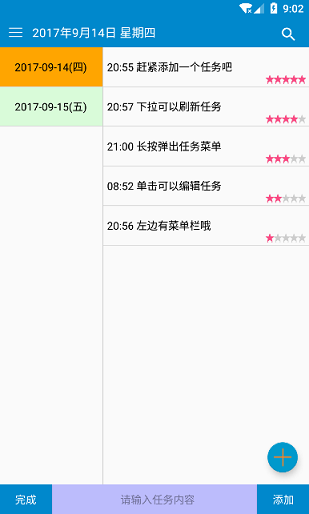 9:02
2017年9月14日 星期四
2017-09-14(四)
2017-09-15(五)
20:55 赶紧添加一个任务吧
20:57 下拉可以刷新任务
21:00 长按弹出任务菜单
08:52 单击可以编辑任务
20:56 左边有菜单栏哦
完成
请输入任务内容
添加